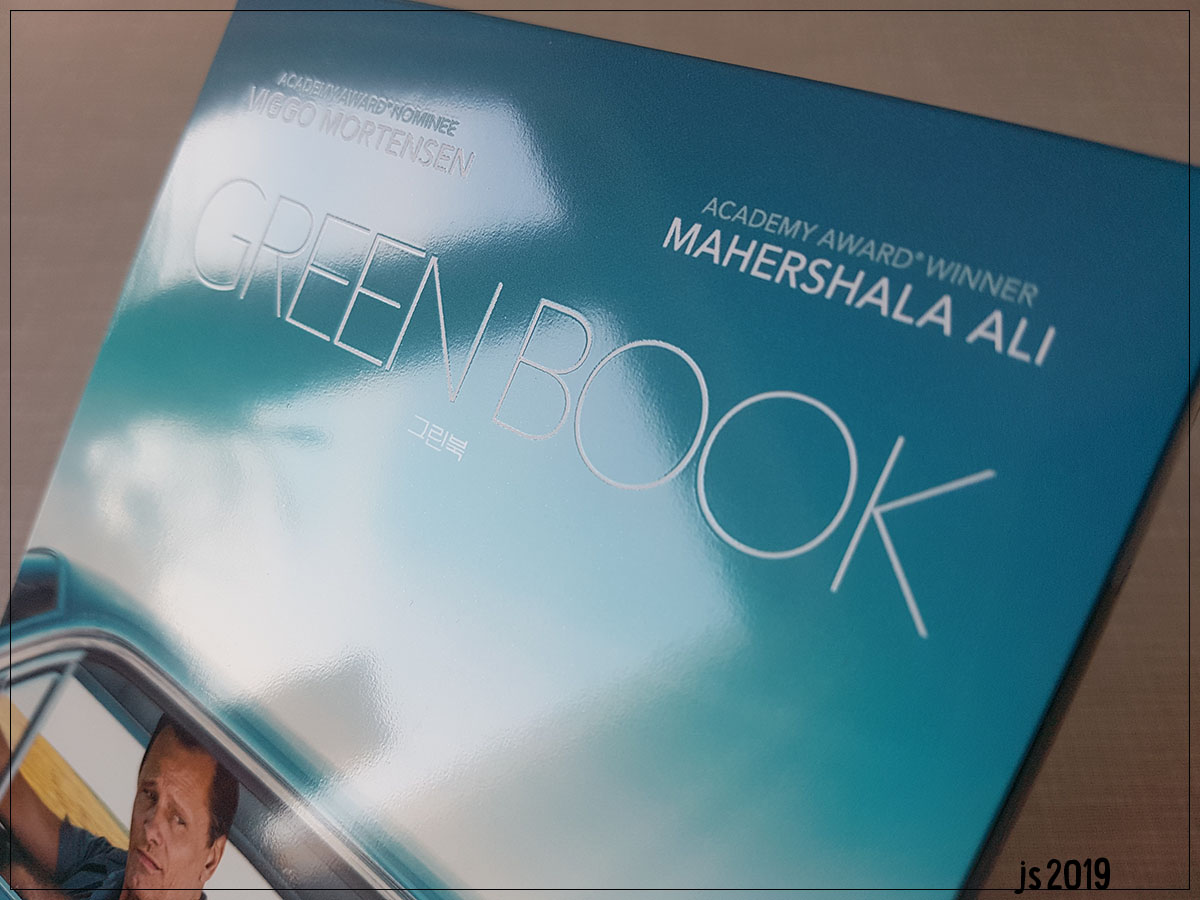 ACADEMY AWARD® NOMINEE
VIGGO MORTENSEN
ACADEMY AWARD® WINNER
MAHERSHALA ALI
GREEN BOOK
그린북
js 2019